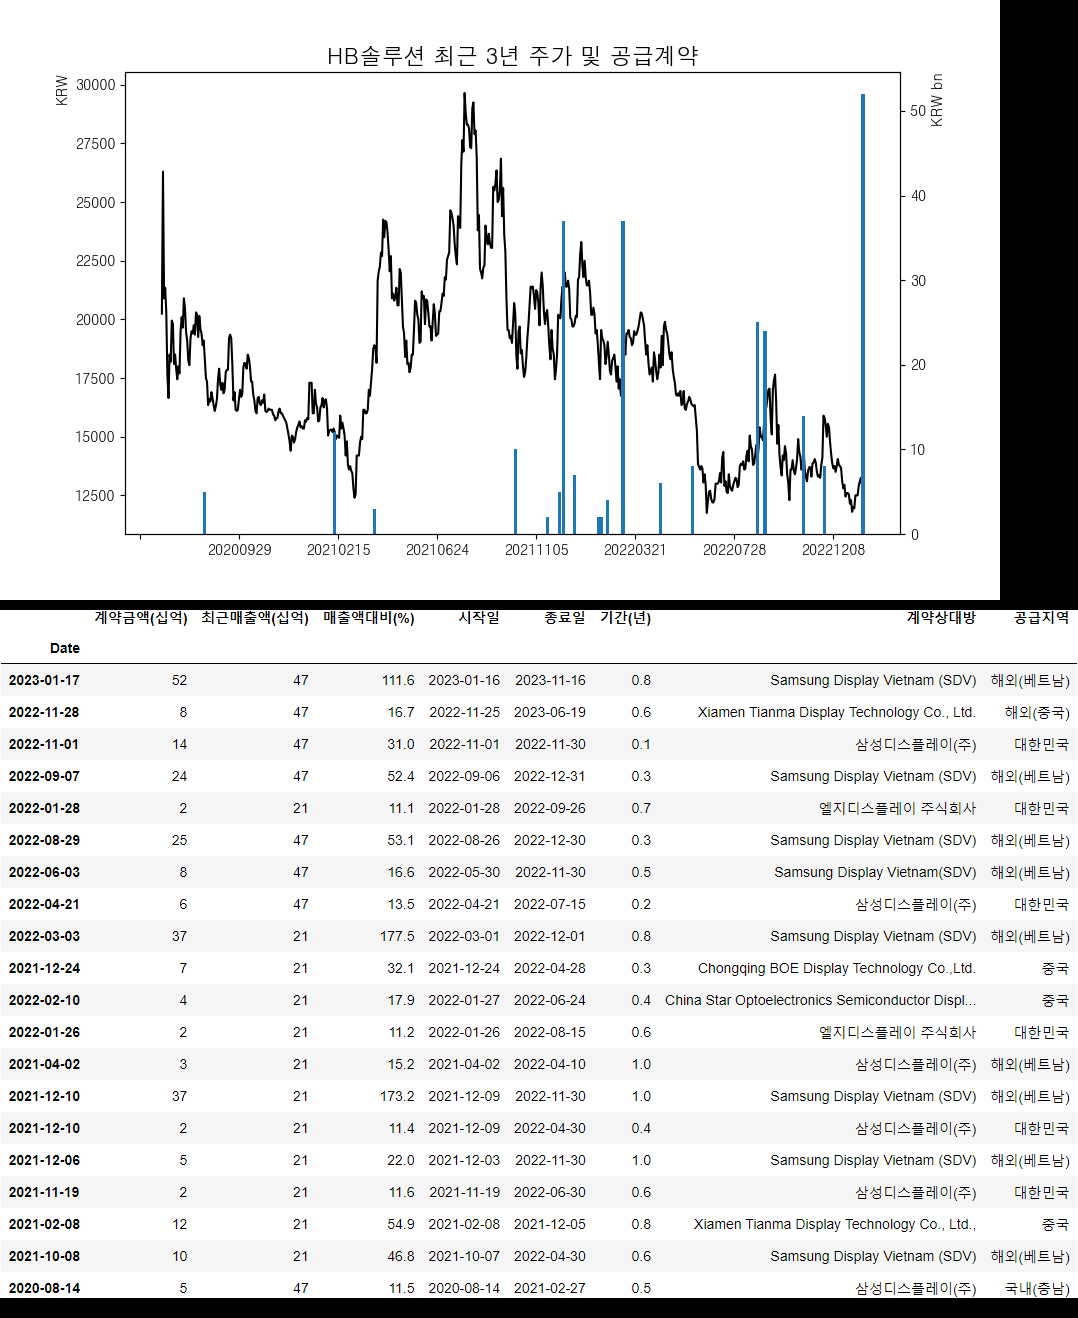 HB솔루션 최근 3년 주가 및 공급계약
KRW
KRW bn
30000
27500
25000
22500
20000
17500
15000
12500
50
40
30
20
10
0
20200929 20210215 20210624 20211105 20220321 20220728 20221208
계약금액(십억) 최근매출액(십억) 매출액대비(%) 시작일 종료일 기간(년) 계약상대방 공급지역
Date
2023-01-17 52 47 111.6 2023-01-16 2023-11-16 0.8 Samsung Display Vietnam (SDV) 해외(베트남)
2022-11-28 8 47 16.7 2022-11-25 2023-06-19 0.6 Xiamen Tianma Display Technology Co., Ltd. 해외(중국)
2022-11-01 14 47 31.0 2022-11-01 2022-11-30 0.1 삼성디스플레이(주) 대한민국
2022-09-07 24 47 52.4 2022-09-06 2022-12-31 0.3 Samsung Display Vietnam (SDV) 해외(베트남)
2022-01-28 2 21 11.1 2022-01-28 2022-09-26 0.7 엘지디스플레이 주식회사 대한민국
2022-08-29 25 47 53.1 2022-08-26 2022-12-30 0.3 Samsung Display Vietnam (SDV) 해외(베트남)
2022-06-03 8 47 16.6 2022-05-30 2022-11-30 0.5 Samsung Display Vietnam(SDV) 해외(베트남)
2022-04-21 6 47 13.5 2022-04-21 2022-07-15 0.2 삼성디스플레이(주) 대한민국
2022-03-03 37 21 177.5 2022-03-01 2022-12-01 0.8 Samsung Display Vietnam (SDV) 해외(베트남)
2021-12-24 7 21 32.1 2021-12-24 2022-04-28 0.3 Chongqing BOE Display Technology Co.,Ltd. 중국
2022-02-10 4 21 17.9 2022-01-27 2022-06-24 0.4 China Star Optoelectronics Semiconductor Displ... 중국
2022-01-26 2 21 11.2 2022-01-26 2022-08-15 0.6 엘지디스플레이 주식회사 대한민국
2021-04-02 3 21 15.2 2021-04-02 2022-04-10 1.0 삼성디스플레이(주) 해외(베트남)
2021-12-10 37 21 173.2 2021-12-09 2022-11-30 1.0 Samsung Display Vietnam (SDV) 해외(베트남)
2021-12-10 2 21 11.4 2021-12-09 2022-04-30 0.4 삼성디스플레이(주) 대한민국
2021-12-06 5 21 22.0 2021-12-03 2022-11-30 1.0 Samsung Display Vietnam (SDV) 해외(베트남)
2021-11-19 2 21 11.6 2021-11-19 2022-06-30 0.6 삼성디스플레이(주) 대한민국
2021-02-08 12 21 54.9 2021-02-08 2021-12-05 0.8 Xiamen Tianma Display Technology Co., Ltd., 중국
2021-10-08 10 21 46.8 2021-10-07 2022-04-30 0.6 Samsung Display Vietnam (SDV) 해외(베트남)
2020-08-14 5 47 11.5 2020-08-14 2021-02-27 0.5 삼성디스플레이(주) 국내(충남)